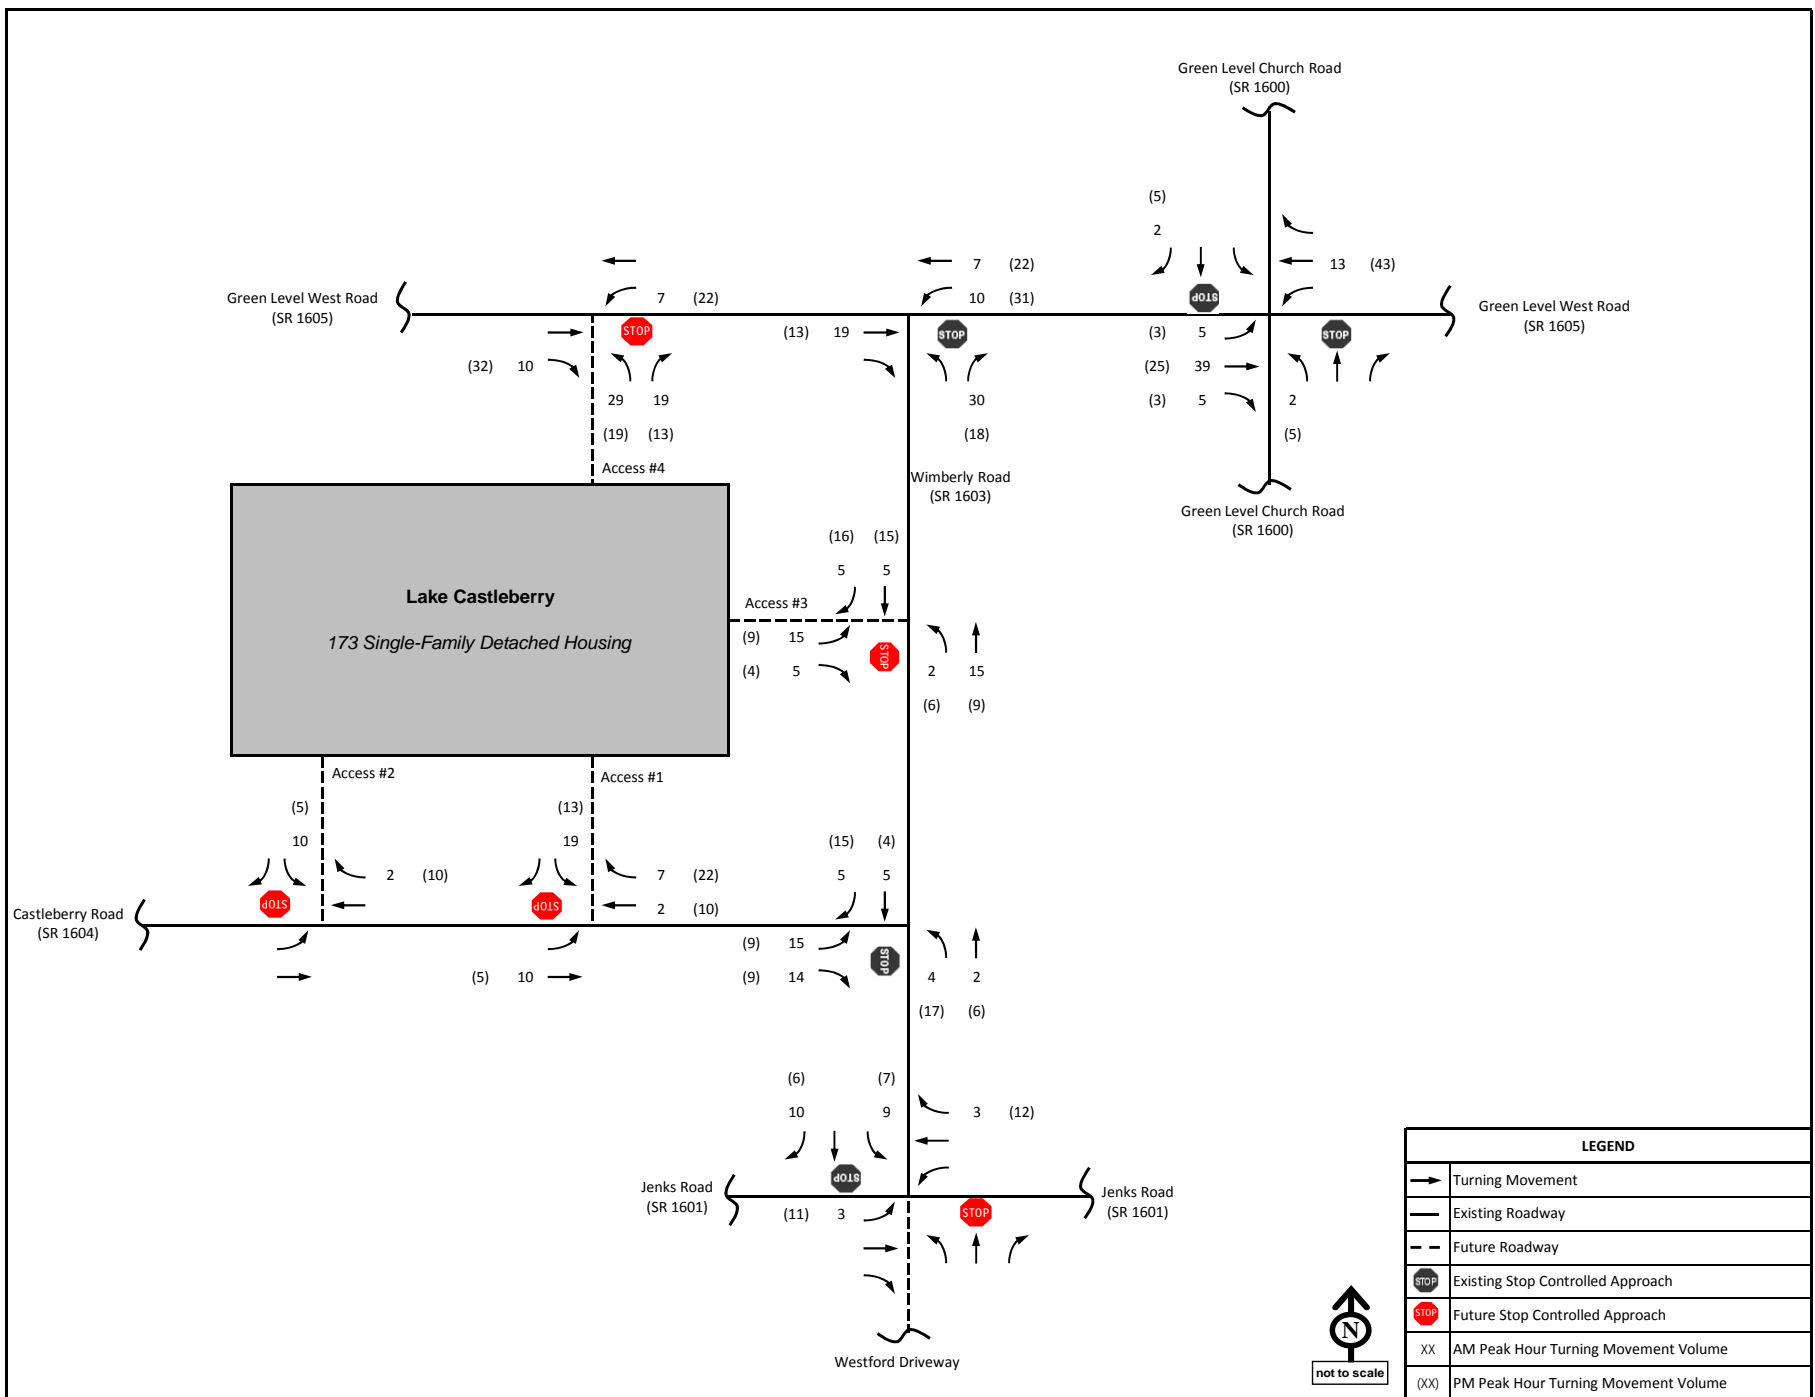 Green Level Church Road
(SR 1600)
(5)
2
7 (22)
13 (43)
Green Level West Road
(SR 1605)
7 (22)
10 (31)
STOP
Green Level West Road
(SR 1605)
STOP
(13) 19
STOP
(3) 5
STOP
(32) 10
(25) 39
29 19
30
(3) 5
2
(19) (13)
(18)
(5)
Access #4
Wimberly Road
(SR 1603)
Green Level Church Road
(SR 1600)
(16) (15)
5 5
Lake Castleberry
173 Single-Family Detached Housing
Access #3
(9) 15
STOP
(4) 5
2 15
(6) (9)
Access #2
Access #1
(5)
(13)
10
19
(15) (4)
2 (10)
7 (22)
5 5
STOP
STOP
2 (10)
Castleberry Road
(SR 1604)
(9) 15
STOP
(5) 10
(9) 14
4 2
(17) (6)
(6) (7)
10 9
3 (12)
STOP
Jenks Road
(SR 1601)
Jenks Road
(SR 1601)
(11) 3
STOP
Westford Driveway
N
not to scale
LEGEND
Turning Movement
Existing Roadway
Future Roadway
STOP Existing Stop Controlled Approach
STOP Future Stop Controlled Approach
XX AM Peak Hour Turning Movement Volume
(XX) PM Peak Hour Turning Movement Volume